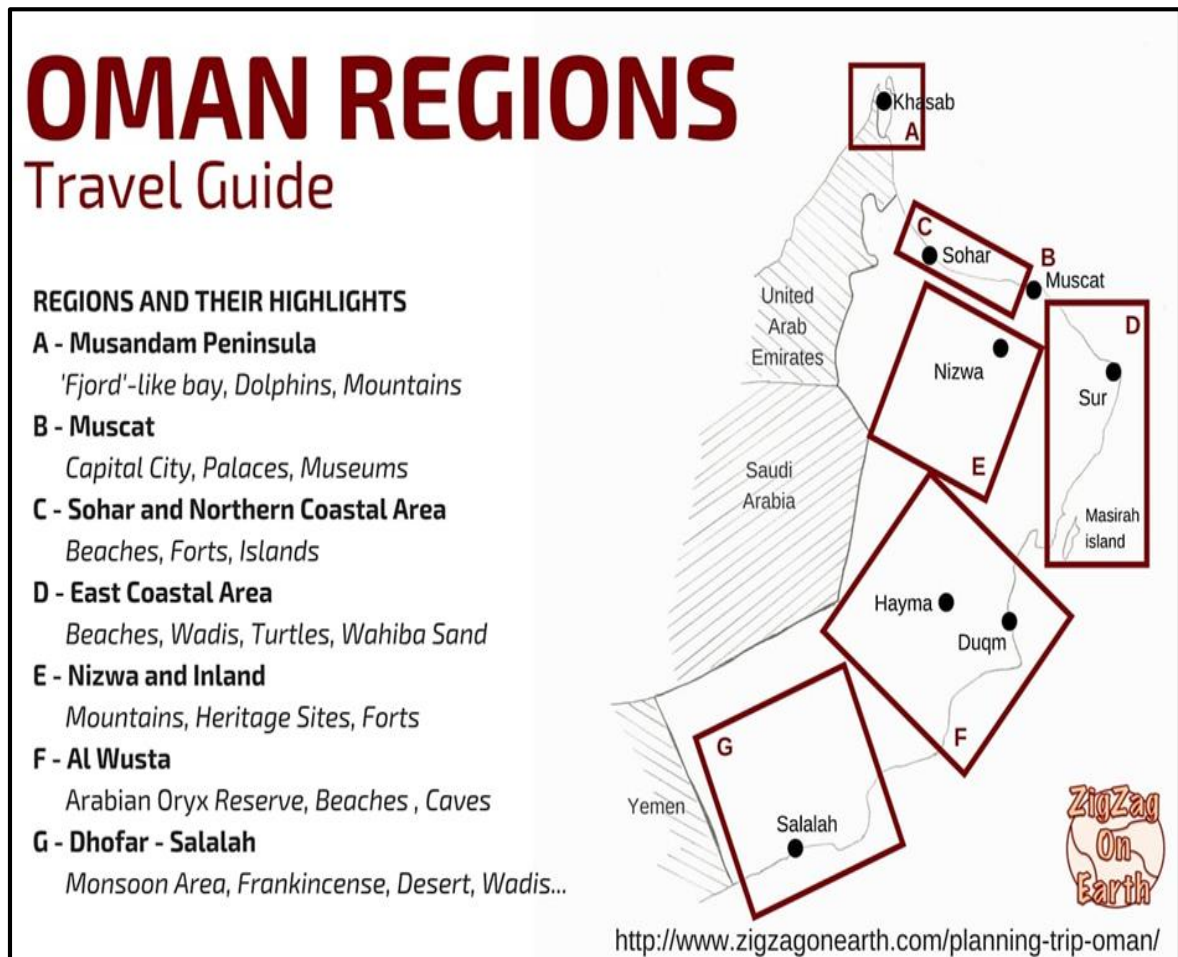 OMAN REGIONS
Travel Guide
REGIONS AND THEIR HIGHLIGHTS
A - Musandam Peninsula
'Fjord'-like bay, Dolphins, Mountains
B - Muscat
Capital City, Palaces, Museums
C - Sohar and Northern Coastal Area
Beaches, Forts, Islands
D - East Coastal Area
Beaches, Wadis, Turtles, Wahiba Sand
E - Nizwa and Inland
Mountains, Heritage Sites, Forts
F - Al Wusta
Arabian Oryx Reserve, Beaches , Caves
G - Dhofar - Salalah
Monsoon Area, Frankincense, Desert, Wadis...
Khasab
A
C
Sohar
B
Muscat
United
Arab
Emirates
D
Nizwa
Sur
E
Saudi
Arabia
Masirah
island
Hayma
Duqm
F
G
Yemen
Salalah
ZigZag
On
Earth
http://www.zigzagonearth.com/planning-trip-oman/